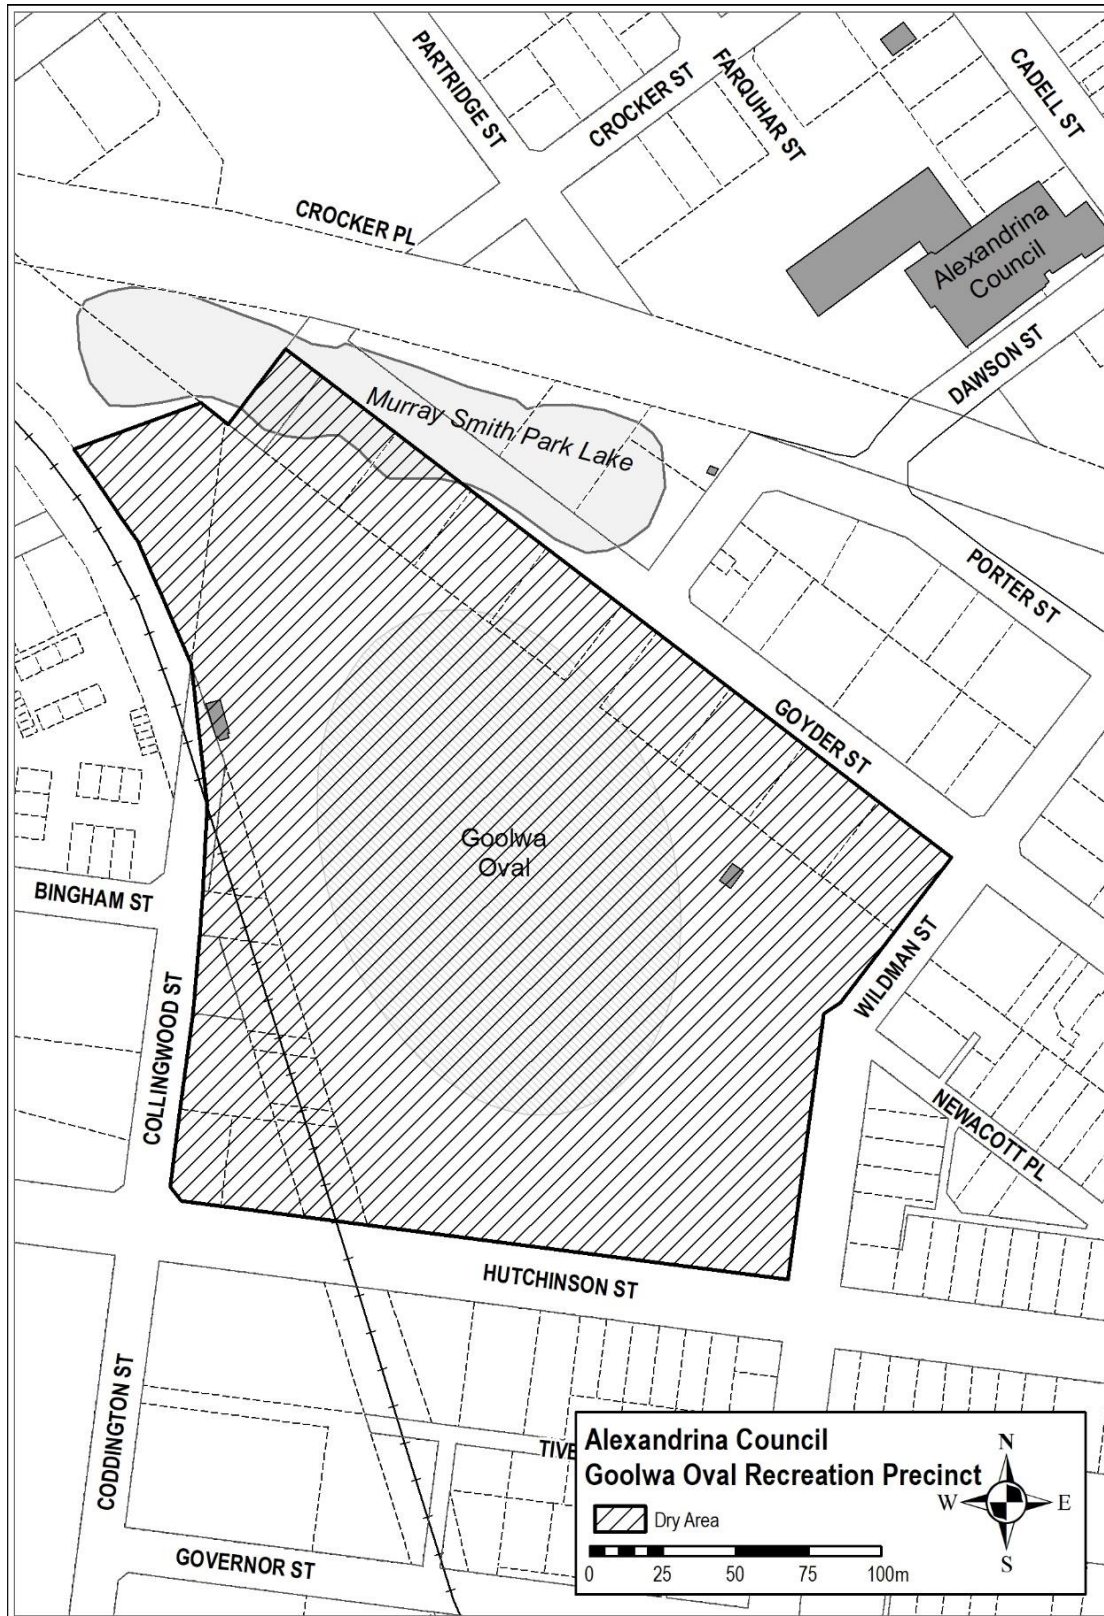 PARTRIDGE ST
CROCKER ST
FARQUHAR ST
CADELL ST
CROCKER PL
Alexandrina
Council
DAWSON ST
Murray Smith Park Lake
PORTER ST
GOYDER ST
Goolwa
Oval
BINGHAM ST
WILDMAN ST
COLLINGWOOD ST
NEWACOTT PL
HUTCHINSON ST
CODDINGTON ST
TIVE
GOVERNOR ST
Alexandrina Council
Goolwa Oval Recreation Precinct
Dry Area
0 25 50 75 100m
N
W E
S